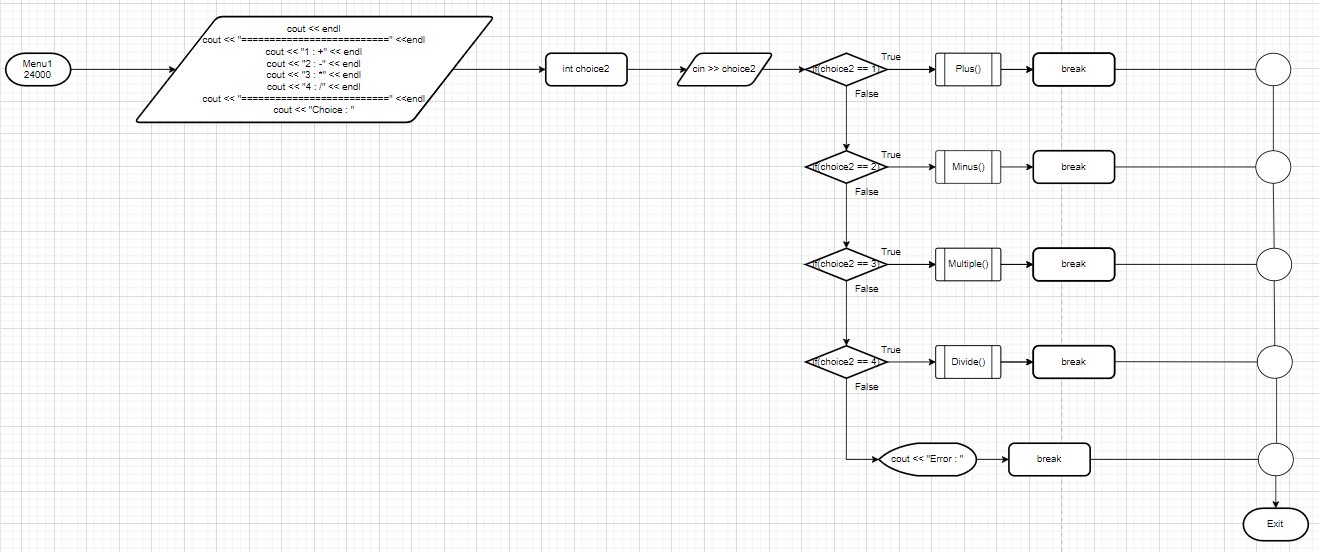 Menu1
24000
cout << endl
cout << "==========================" <<endl
cout << "1 : +" << endl
cout << "2 : -" << endl
cout << "3 : *" << endl
cout << "4 : /" << endl
cout << "==========================" <<endl
cout << "Choice : "
int choice2
cin >> choice2
if(choice2 == 1)
True
Plus()
break
False
if(choice2 == 2)
True
Minus()
break
False
if(choice2 == 3)
True
Multiple()
break
False
if(choice2 == 4)
True
Divide()
break
False
cout << "Error : "
break
Exit